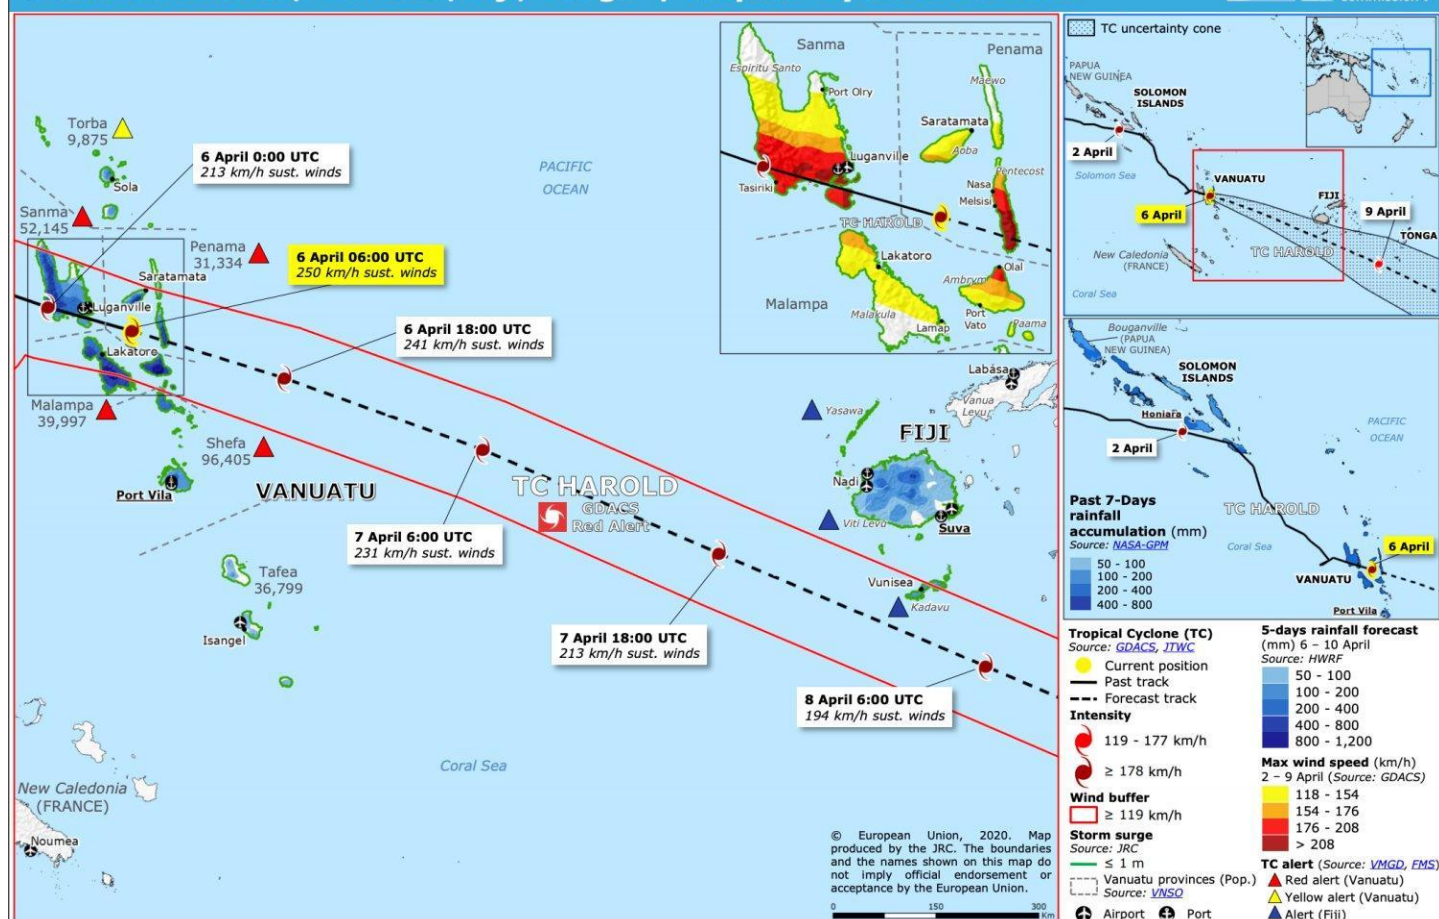 Torba
9,875
Sola
6 April 0:00 UTC
213 km/h sust. winds
PACIFIC
OCEAN
Sanma
52,145
Penama
31,334
6 April 06:00 UTC
250 km/h sust. winds
Saratamata
Luganville
6 April 18:00 UTC
241 km/h sust. winds
Lakatoro
Malampa
39,997
Shefa
96,405
Port Vila
VANUATU
7 April 6:00 UTC
231 km/h sust. winds
TC HAROLD
GDACS
Red Alert
Tafea
36,799
Isangel
7 April 18:00 UTC
213 km/h sust. winds
8 April 6:00 UTC
194 km/h sust. winds
Labasa
Vanua
Levu
Yasawa
FIJI
Nadi
Viti Levu
Suva
Vunisea
Kadavu
Coral Sea
New Caledonia
(FRANCE)
Noumea
© European Union, 2020. Map
produced by the JRC. The boundaries
and the names shown on this map do
not imply official endorsement or
acceptance by the European Union.
0 150 300
Km
Sanma
Penama
Espiritu Santo
Port Olry
Maewo
Saratamata
Aoba
Luganville
Tasiriki
Pentecost
Nasa
Melsisi
TC HAROLD
Lakatoro
Olal
Ambrym
Malampa
Malakula
Port
Vato
Lamap
Paama
TC uncertainty cone
PAPUA
NEW GUINEA
SOLOMON
ISLANDS
2 April
Solomon Sea
VANUATU
6 April
FIJI
9 April
TONGA
New Caledonia
(FRANCE)
TC HAROLD
Coral Sea
Bouganville
(PAPUA
NEW GUINEA)
SOLOMON
ISLANDS
Honiara
2 April
PACIFIC
OCEAN
Past 7-Days
rainfall
accumulation (mm)
Source: NASA-GPM
50 - 100
100 - 200
200 - 400
400 - 800
TC HAROLD
Coral Sea
6 April
VANUATU
Port Vila
Tropical Cyclone (TC)
Source: GDACS, JTWC
Current position
Past track
Forecast track
Intensity
119 - 177 km/h
≥ 178 km/h
Wind buffer
≥ 119 km/h
Storm surge
Source: JRC
≤ 1 m
Vanuatu provinces (Pop.)
Source: VNSO
Airport Port
5-days rainfall forecast
(mm) 6 – 10 April
Source: HWRF
50 - 100
100 - 200
200 - 400
400 - 800
800 - 1,200
Max wind speed (km/h)
2 – 9 April (Source: GDACS)
118 - 154
154 - 176
176 - 208
> 208
TC alert (Source: VMGD, FMS)
Red alert (Vanuatu)
Yellow alert (Vanuatu)
Alert (Fiji)